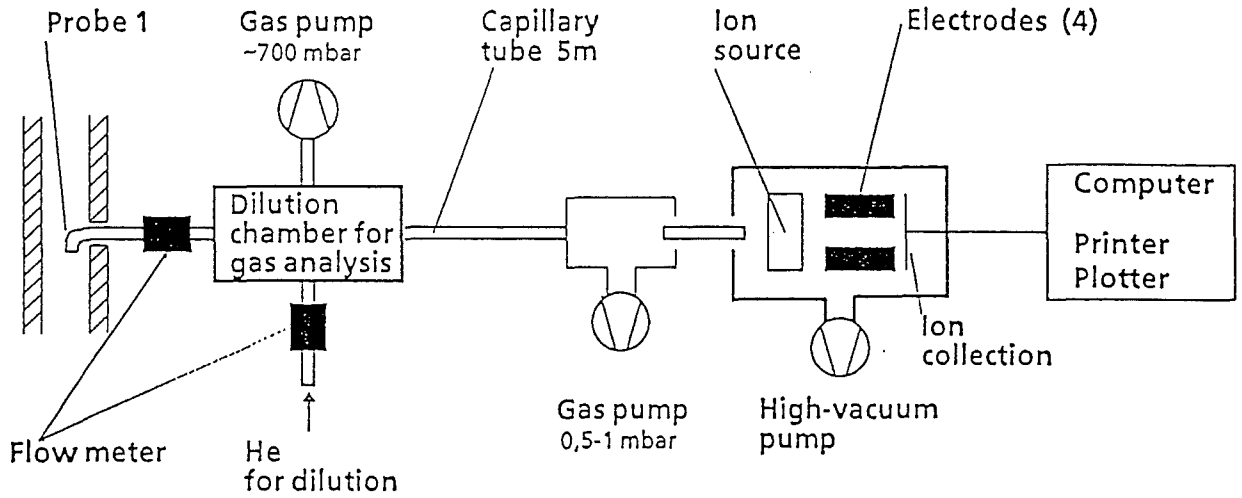 Probe 1
Gas pump
~700 mbar
Capillary
tube 5m
Ion
source
Electrodes (4)
Dilution
chamber for
gas analysis
Computer
Printer
Plotter
Ion
collection
Gas pump
0,5-1 mbar
High-vacuum
pump
Flow meter
He
for dilution